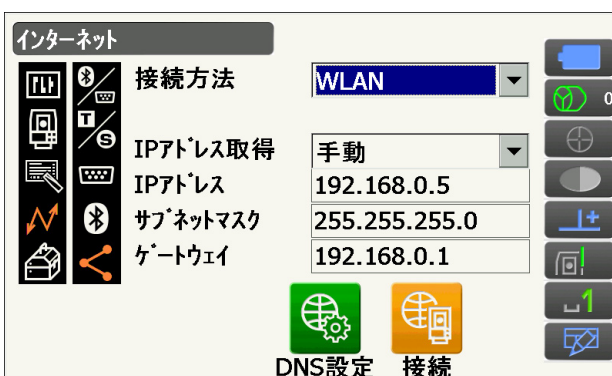 インターネット
接続方法 WLAN
IPアドレス取得 手動
IPアドレス 192.168.0.5
サブネットマスク 255.255.255.0
ゲートウェイ 192.168.0.1
DNS設定 接続
T
S
0
1